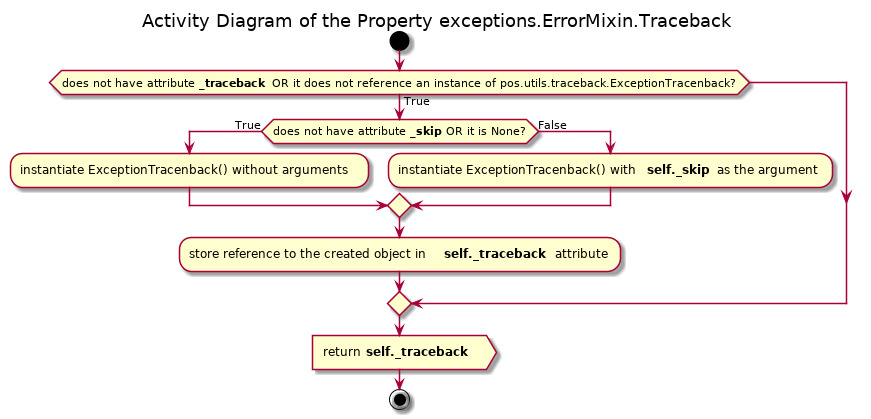 Activity Diagram of the Property exceptions.ErrorMixin.Traceback
does not have attribute _traceback OR it does not reference an instance of pos.utils.traceback.ExceptionTracenback?
True
True
does not have attribute _skip OR it is None?
False
instantiate ExceptionTracenback() without arguments
instantiate ExceptionTracenback() with self._skip as the argument
store reference to the created object in self._traceback attribute
return self._traceback